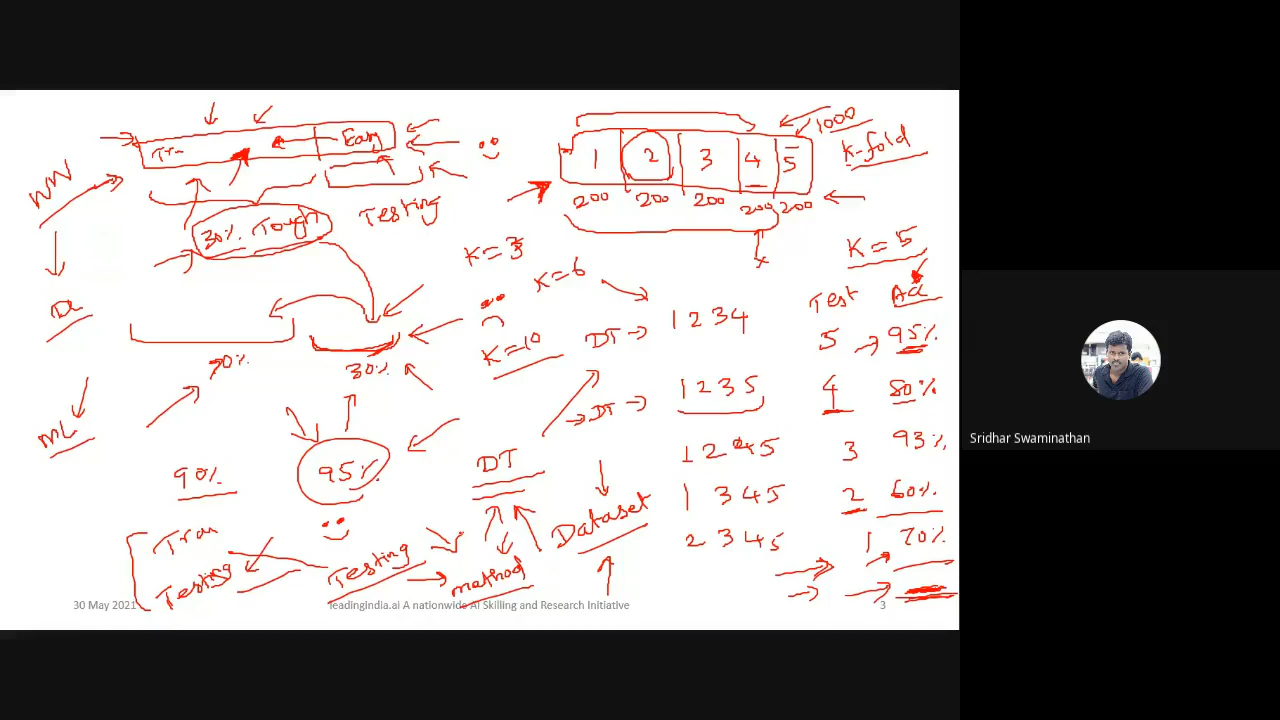 Tra Easy
NN
30% Tough Testing
DL
70% 30%
ML
90% 95%
Tran
Testing
Testing
DT
method
Dataset
1 2 3 4 5 1000
K-fold
200 200 200 200 200
K=3
K=6
K=10
K=5
Test Acc
DT → 1 2 3 4 5 → 95%
→ DT → 1 2 3 5 4 80%
1 2 4 5 3 93%
1 3 4 5 2 60%
2 3 4 5 1 70%
30 May 2021 leadingindia.ai A nationwide AI Skilling and Research Initiative 3
Sridhar Swaminathan